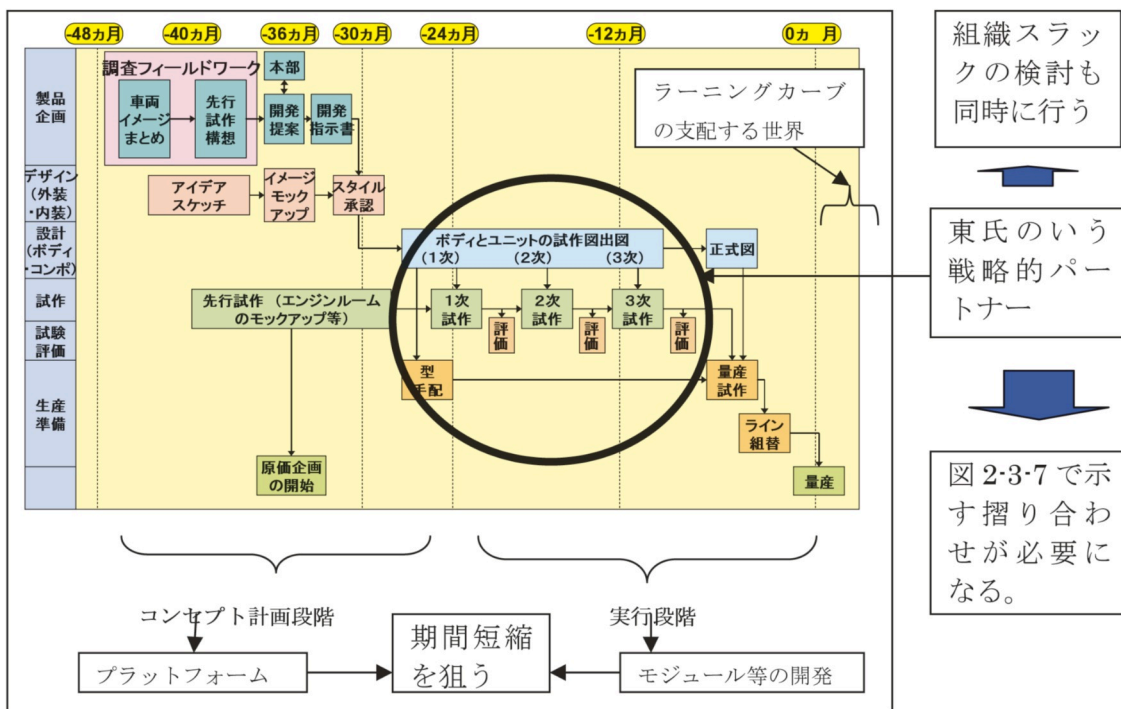 -48ヵ月
-40ヵ月
-36ヵ月
-30ヵ月
-24ヵ月
-12ヵ月
0ヵ 月
製品
企画
調査フィールドワーク
車両
イメージ
まとめ
先行
試作
構想
本部
開発
提案
開発
指示書
ラーニングカーブ
の支配する世界
デザイン
(外装
・内装)
アイデア
スケッチ
イメージ
モック
アップ
スタイル
承認
設計
(ボディ
・コンポ)
ボディとユニットの試作図出図
(1次)
(2次)
(3次)
正式図
試作
先行試作 (エンジンルーム
のモックアップ等)
1次
試作
2次
試作
3次
試作
試験
評価
評価
評価
評価
生産
準備
型
手配
量産
試作
ライン
組替
原価企画
の開始
量産
コンセプト計画段階
実行段階
プラットフォーム
期間短縮
を狙う
モジュール等の開発
組織スラッ
クの検討も
同時に行う
東氏のいう
戦略的パー
トナー
図2-3-7で示
す摺り合わ
せが必要に
なる。